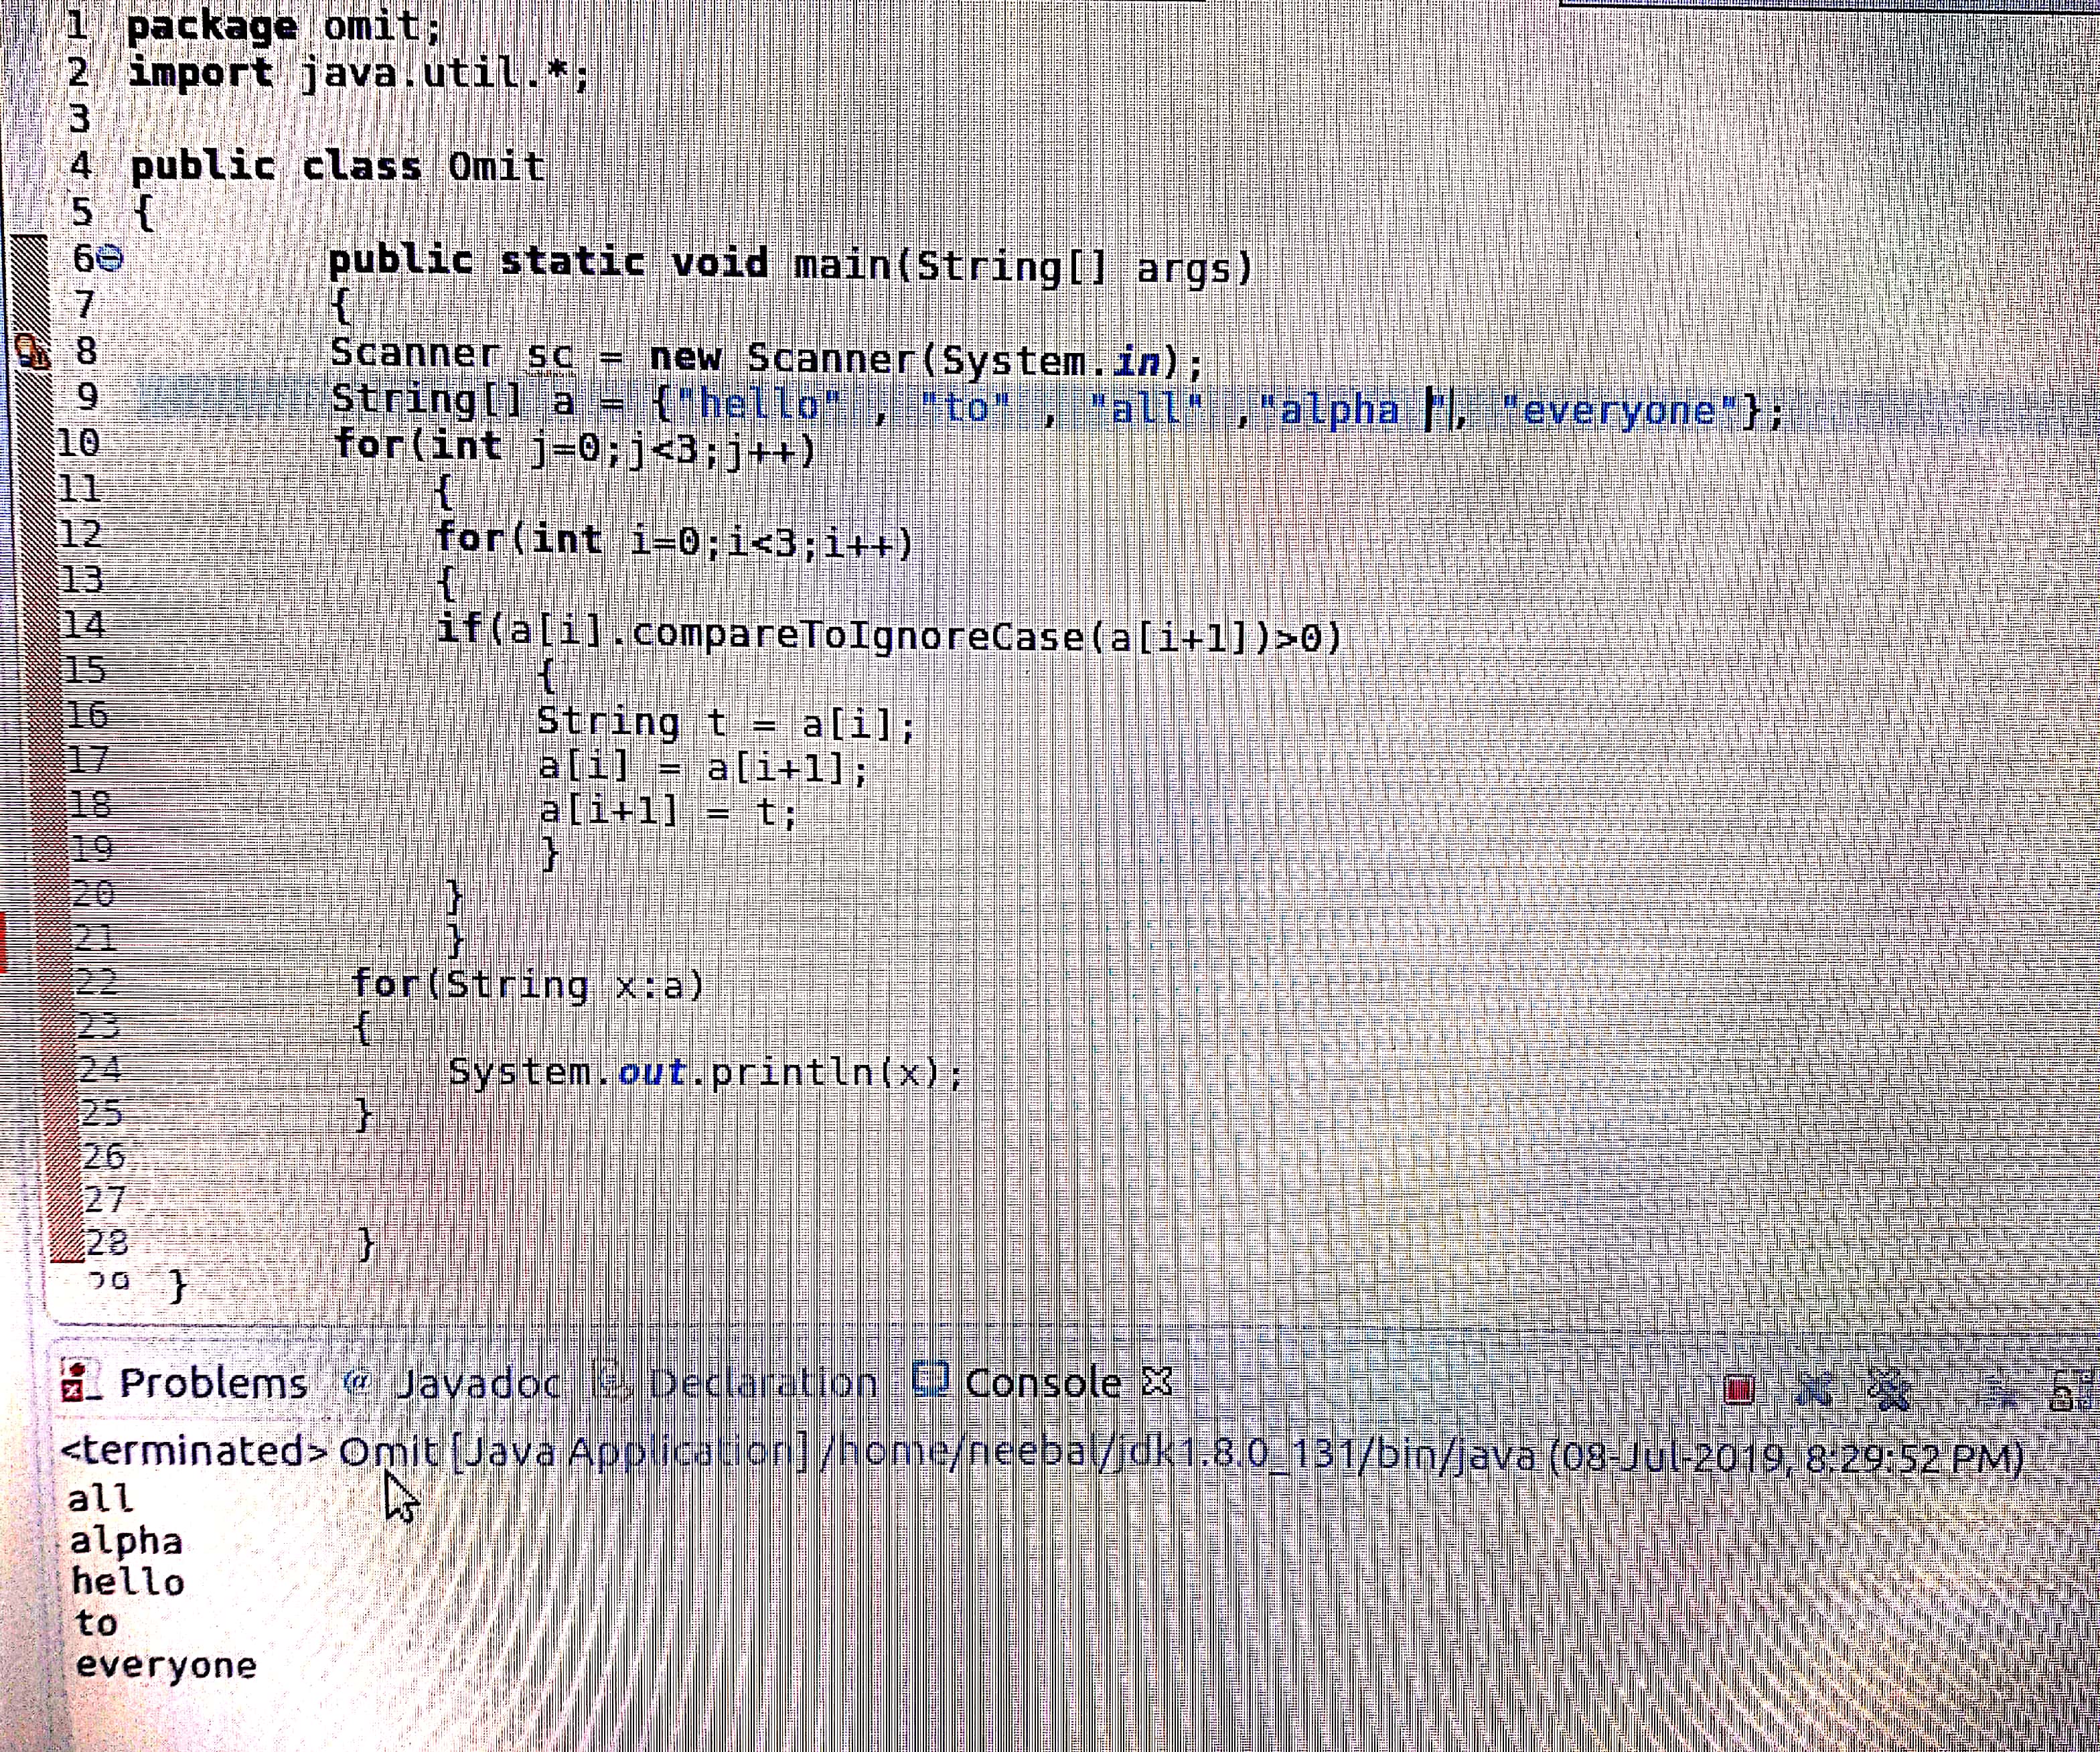 1 package omit;
2 import java.util.*;
3
4 public class Omit
5 {
6 public static void main(String[] args)
7 {
8 Scanner sc = new Scanner(System.in);
9 String[] a = {"hello" , "to" , "all" ,"alpha ", "everyone"};
10 for(int j=0;j<3;j++)
11 {
12 for(int i=0;i<3;i++)
13 {
14 if(a[i].compareToIgnoreCase(a[i+1])>0)
15 {
16 String t = a[i];
17 a[i] = a[i+1];
18 a[i+1] = t;
19 }
20 }
21 }
22 for(String x:a)
23 {
24 System.out.println(x);
25 }
26
27
28 }
29 }
Problems @ Javadoc Declaration Console
<terminated> Omit [Java Application] /home/neebal/jdk1.8.0_131/bin/java (08-Jul-2019, 8:29:52 PM)
all
alpha
hello
to
everyone